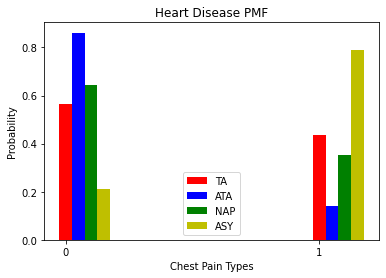 Heart Disease PMF
Probability
0.8
0.6
0.4
0.2
0.0
TA
ATA
NAP
ASY
0 1
Chest Pain Types